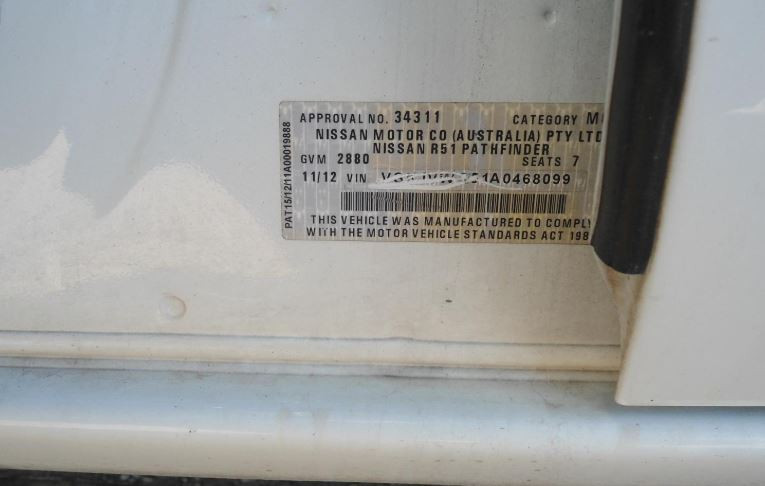 APPROVAL NO. 34311 CATEGORY
NISSAN MOTOR CO (AUSTRALIA) PTY LTD
NISSAN R51 PATHFINDER
GVM 2880 SEATS 7
11/12 VIN
THIS VEHICLE WAS MANUFACTURED TO COMPLY
WITH THE MOTOR VEHICLE STANDARDS ACT
PAT15/12/11A00019888